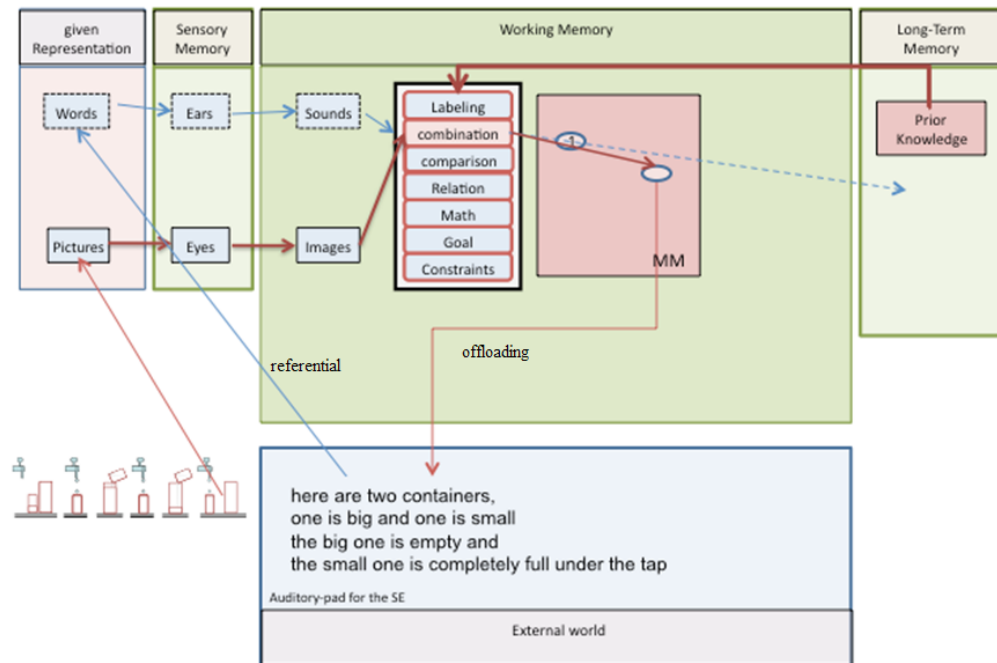 given
Representation
Sensory
Memory
Working Memory
Long-Term
Memory
Words
Ears
Sounds
Labeling
combination
comparison
Relation
Math
Goal
Constraints
1
Prior
Knowledge
Pictures
Eyes
Images
MM
referential
offloading
here are two containers,
one is big and one is small
the big one is empty and
the small one is completely full under the tap
Auditory-pad for the SE
External world